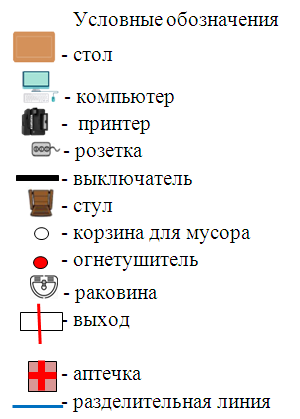 Условные обозначения
- стол
- компьютер
- принтер
- розетка
- выключатель
- стул
- корзина для мусора
- огнетушитель
- раковина
- выход
- аптечка
- разделительная линия